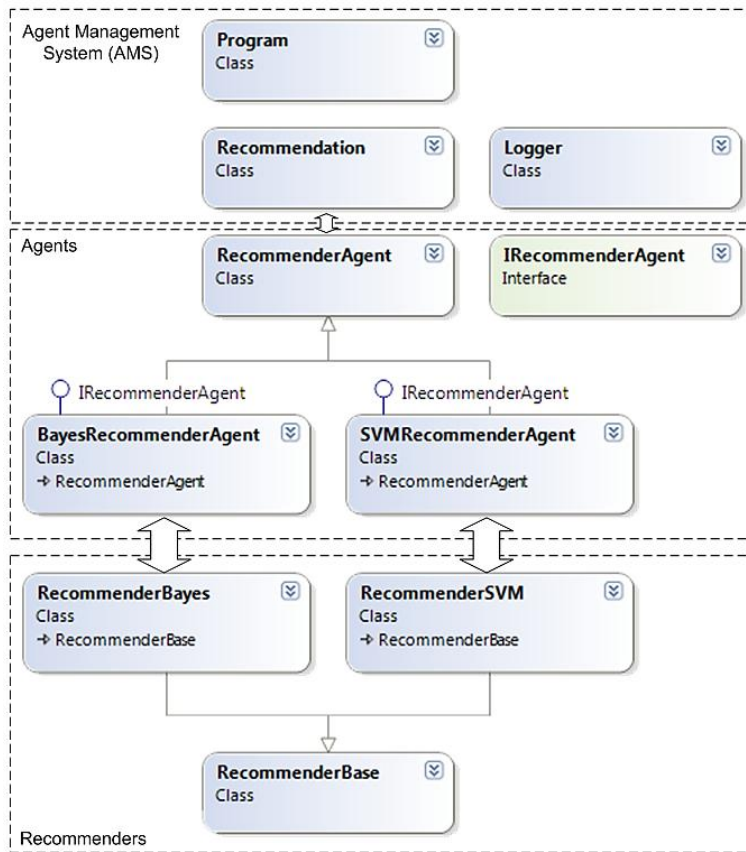 Agent Management
System (AMS)
Program
Class
Recommendation
Class
Logger
Class
Agents
RecommenderAgent
Class
IRecommenderAgent
Interface
IRecommenderAgent
IRecommenderAgent
BayesRecommenderAgent
Class
RecommenderAgent
SVMRecommenderAgent
Class
RecommenderAgent
RecommenderBayes
Class
RecommenderBase
RecommenderSVM
Class
RecommenderBase
RecommenderBase
Class
Recommenders